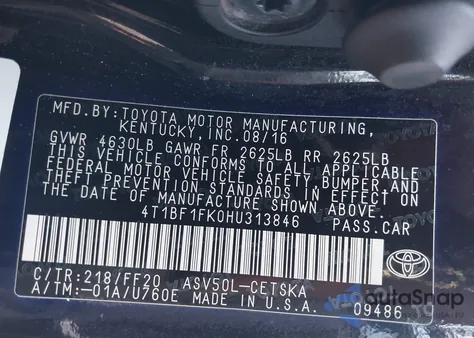 MFD.BY:TOYOTA MOTOR MANUFACTURING,
KENTUCKY,INC.08/16
GVWR 4630LB GAWR FR 2625LB RR 2625LB
THIS VEHICLE CONFORMS TO ALL APPLICABLE
FEDERAL MOTOR VEHICLE SAFETY,BUMPER,AND
THEFT PREVENTION STANDARDS IN EFFECT ON
THE DATE OF MANUFACTURE SHOWN ABOVE.
4T1BF1FK0HU313846 PASS.CAR
C/TR:218/FF20 ASV50L-CETSKA
A/TM:-01A/U760E MADE IN U.S.A.
09486
TOYOTA
autoSnap